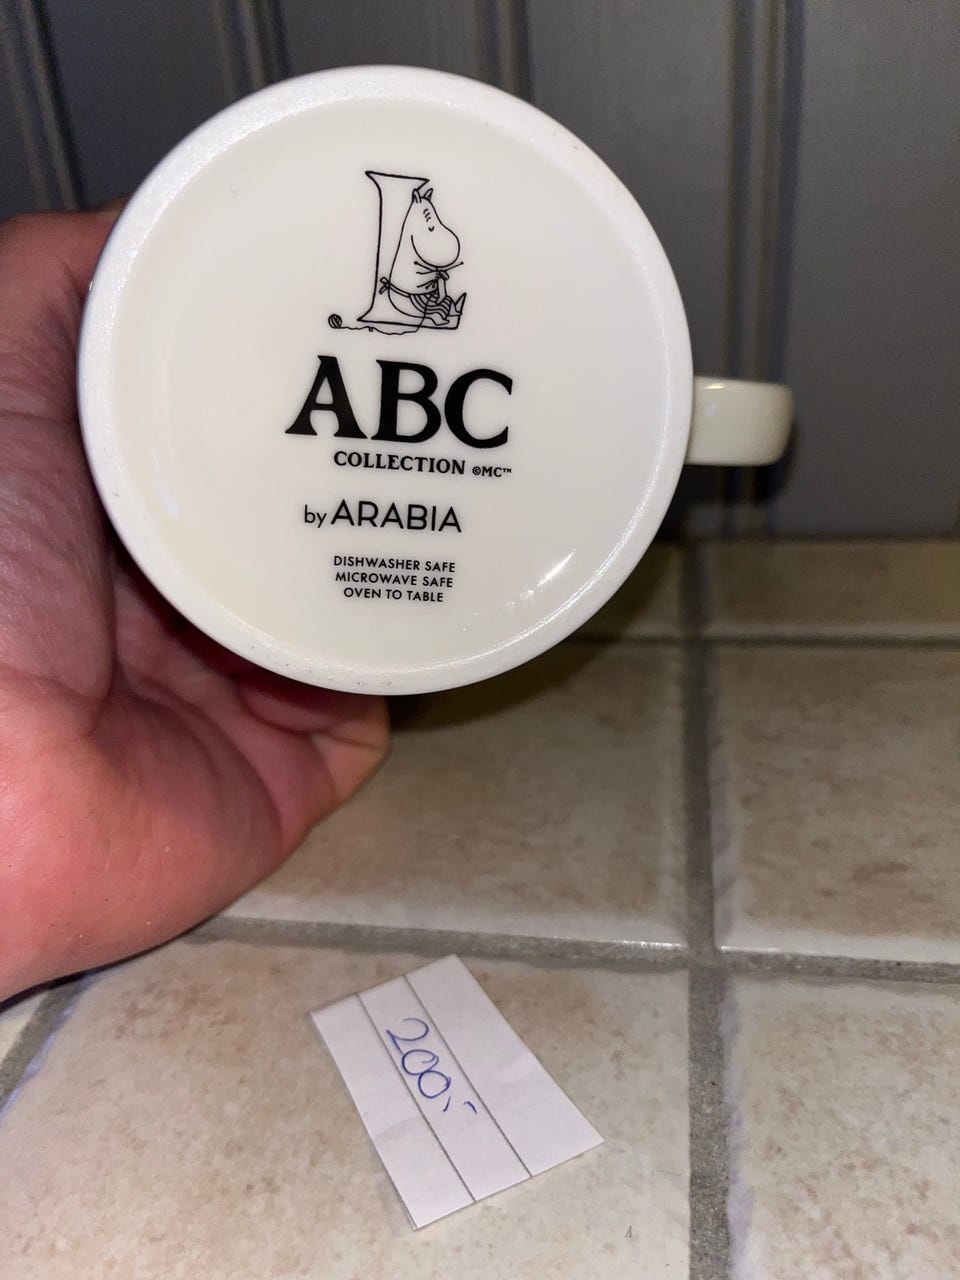 L
ABC
COLLECTION ©MC™
by ARABIA
DISHWASHER SAFE
MICROWAVE SAFE
OVEN TO TABLE
200,-